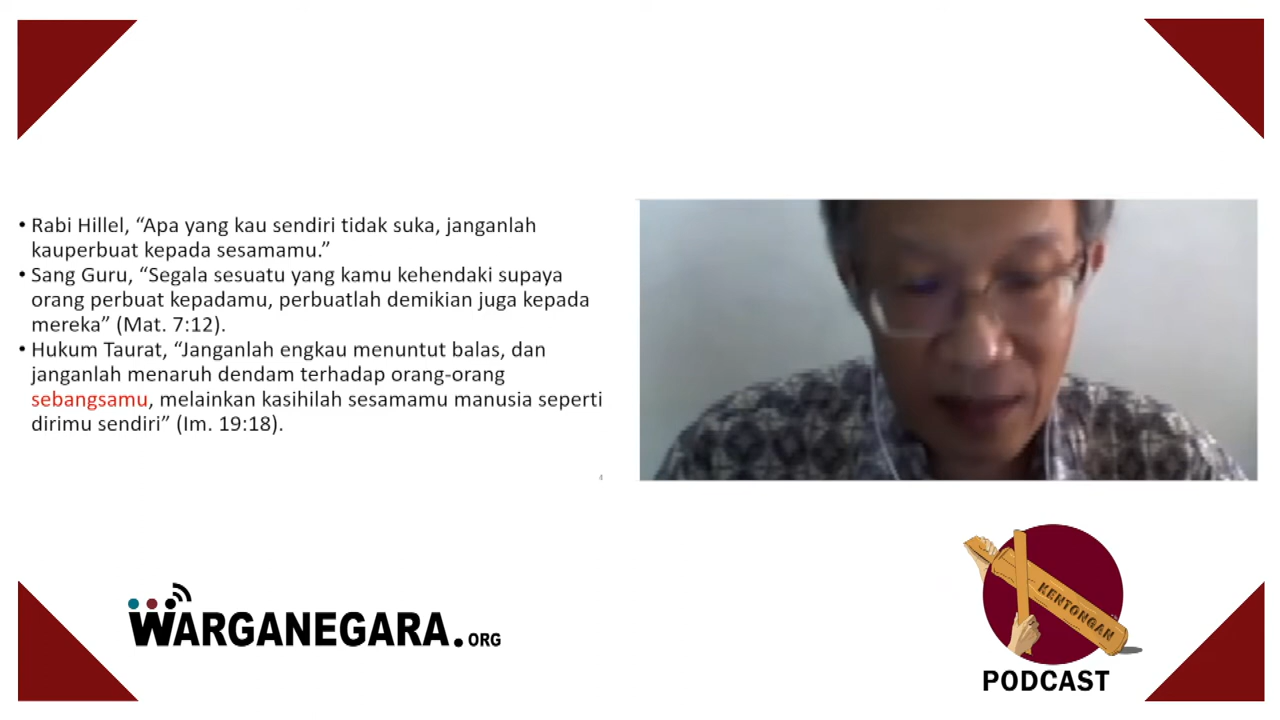 • Rabi Hillel, “Apa yang kau sendiri tidak suka, janganlah
kauperbuat kepada sesamamu.”
• Sang Guru, “Segala sesuatu yang kamu kehendaki supaya
orang perbuat kepadamu, perbuatlah demikian juga kepada
mereka” (Mat. 7:12).
• Hukum Taurat, “Janganlah engkau menuntut balas, dan
janganlah menaruh dendam terhadap orang-orang
sebangsamu, melainkan kasihilah sesamamu manusia seperti
dirimu sendiri” (Im. 19:18).
4
WARGANEGARA.ORG
KENTONGAN
PODCAST